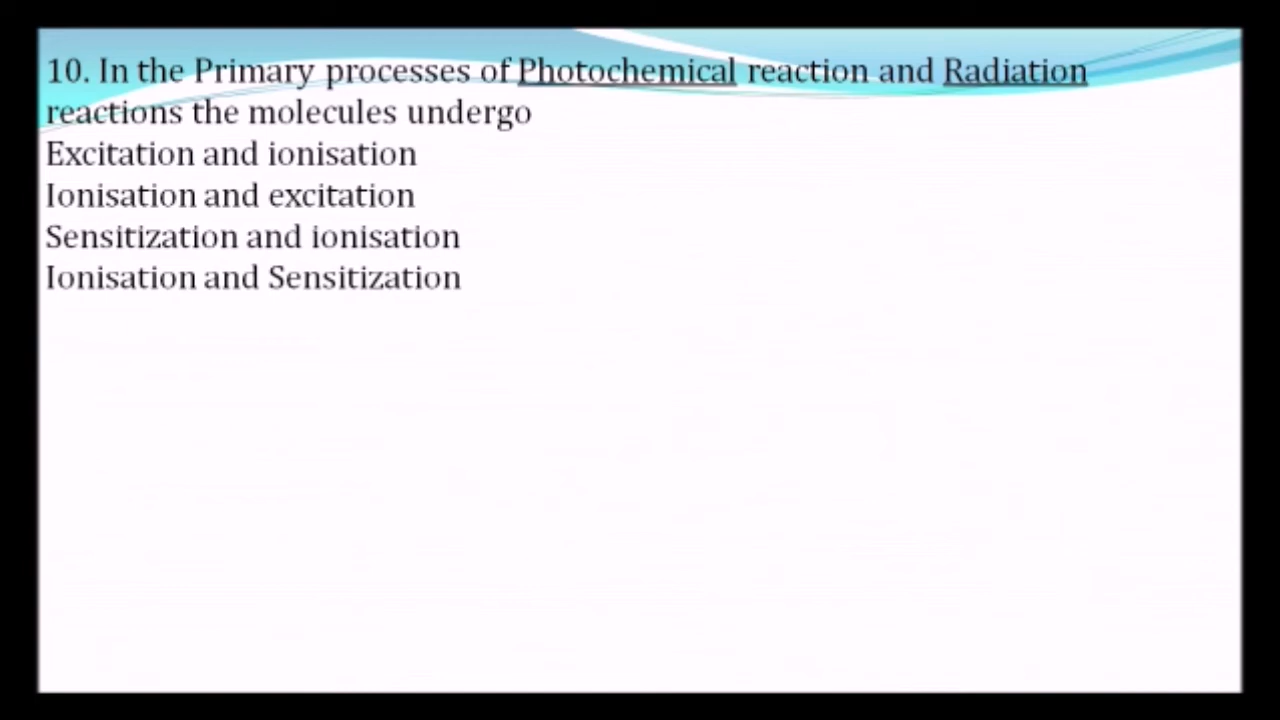 10. In the Primary processes of Photochemical reaction and Radiation
reactions the molecules undergo
Excitation and ionisation
Ionisation and excitation
Sensitization and ionisation
Ionisation and Sensitization